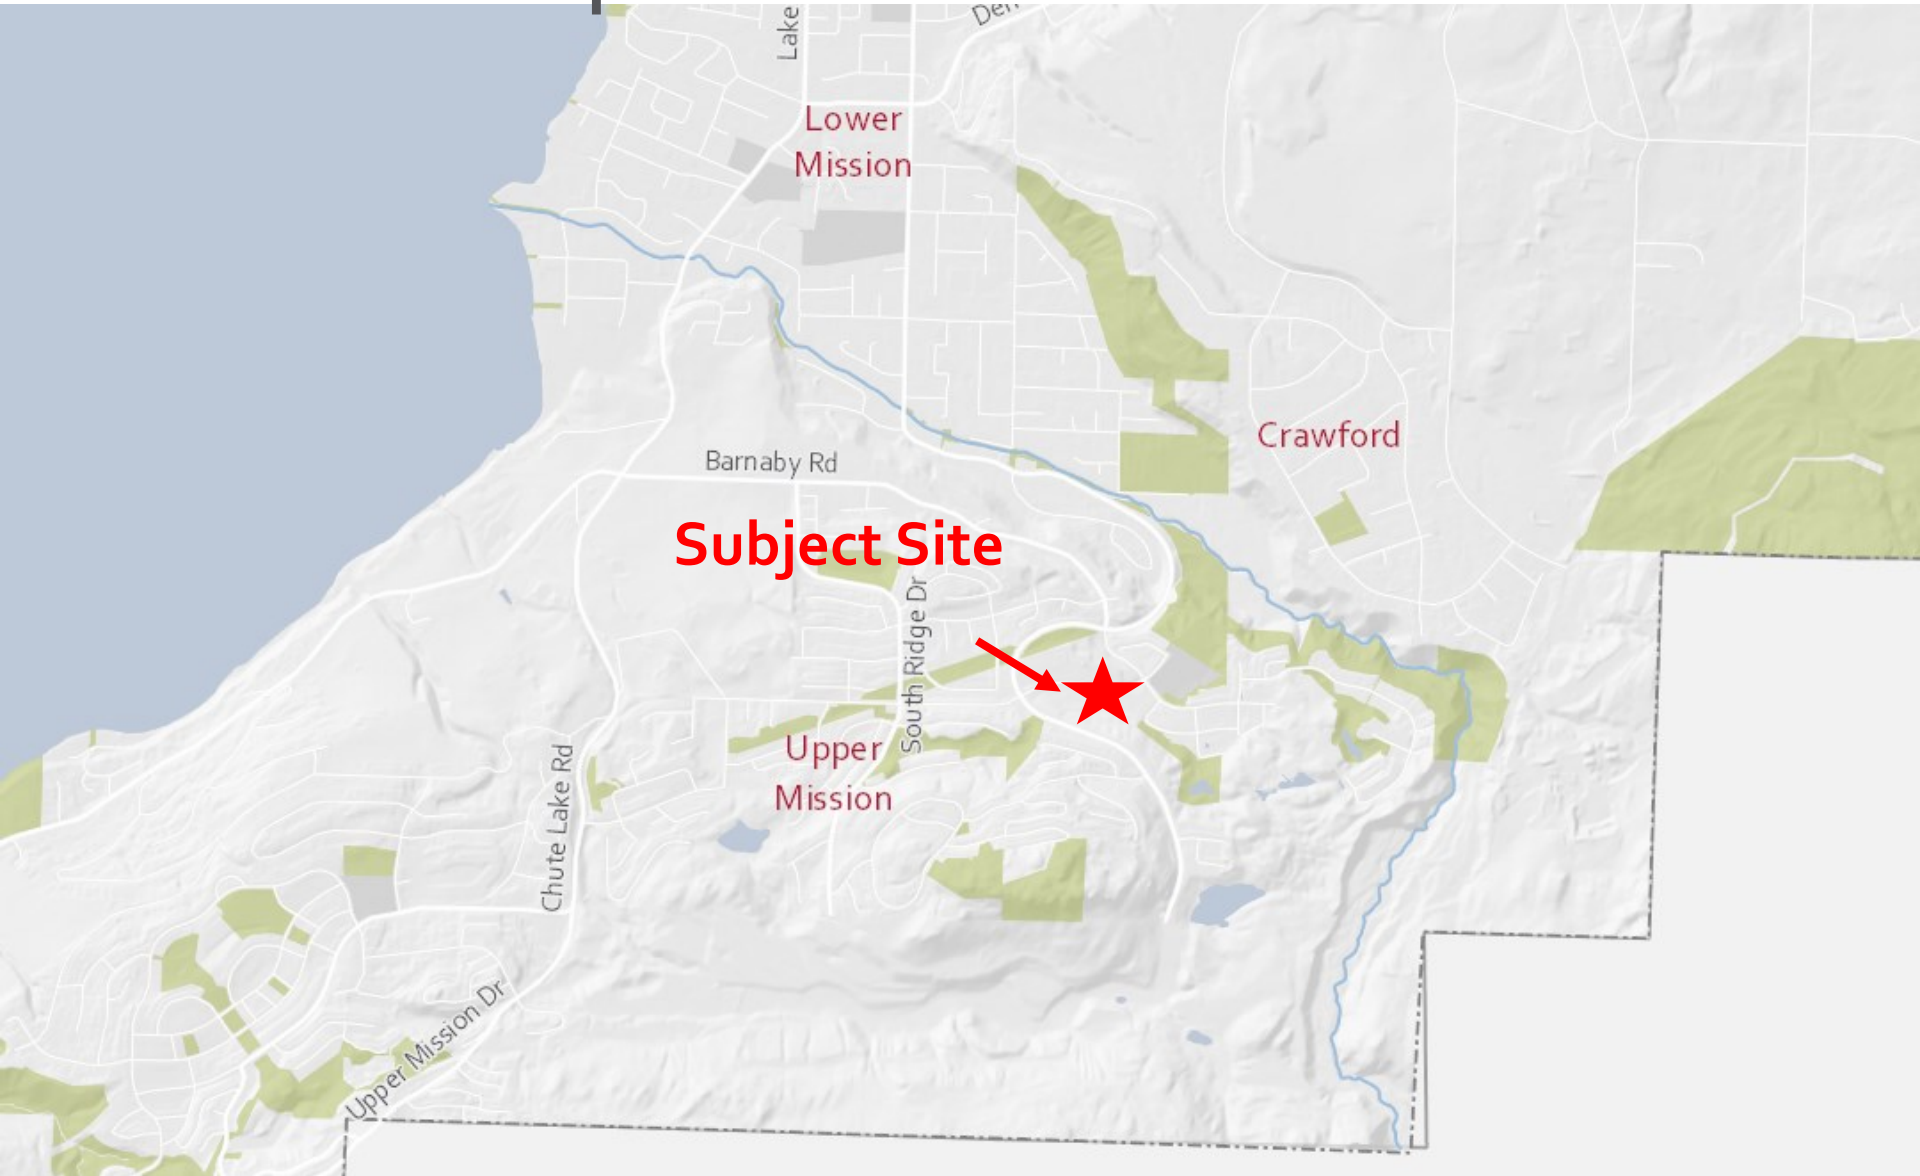 Lake
Lower
Mission
Crawford
Barnaby Rd
Subject Site
South Ridge Dr
Upper
Mission
Chute Lake Rd
Upper Mission Dr